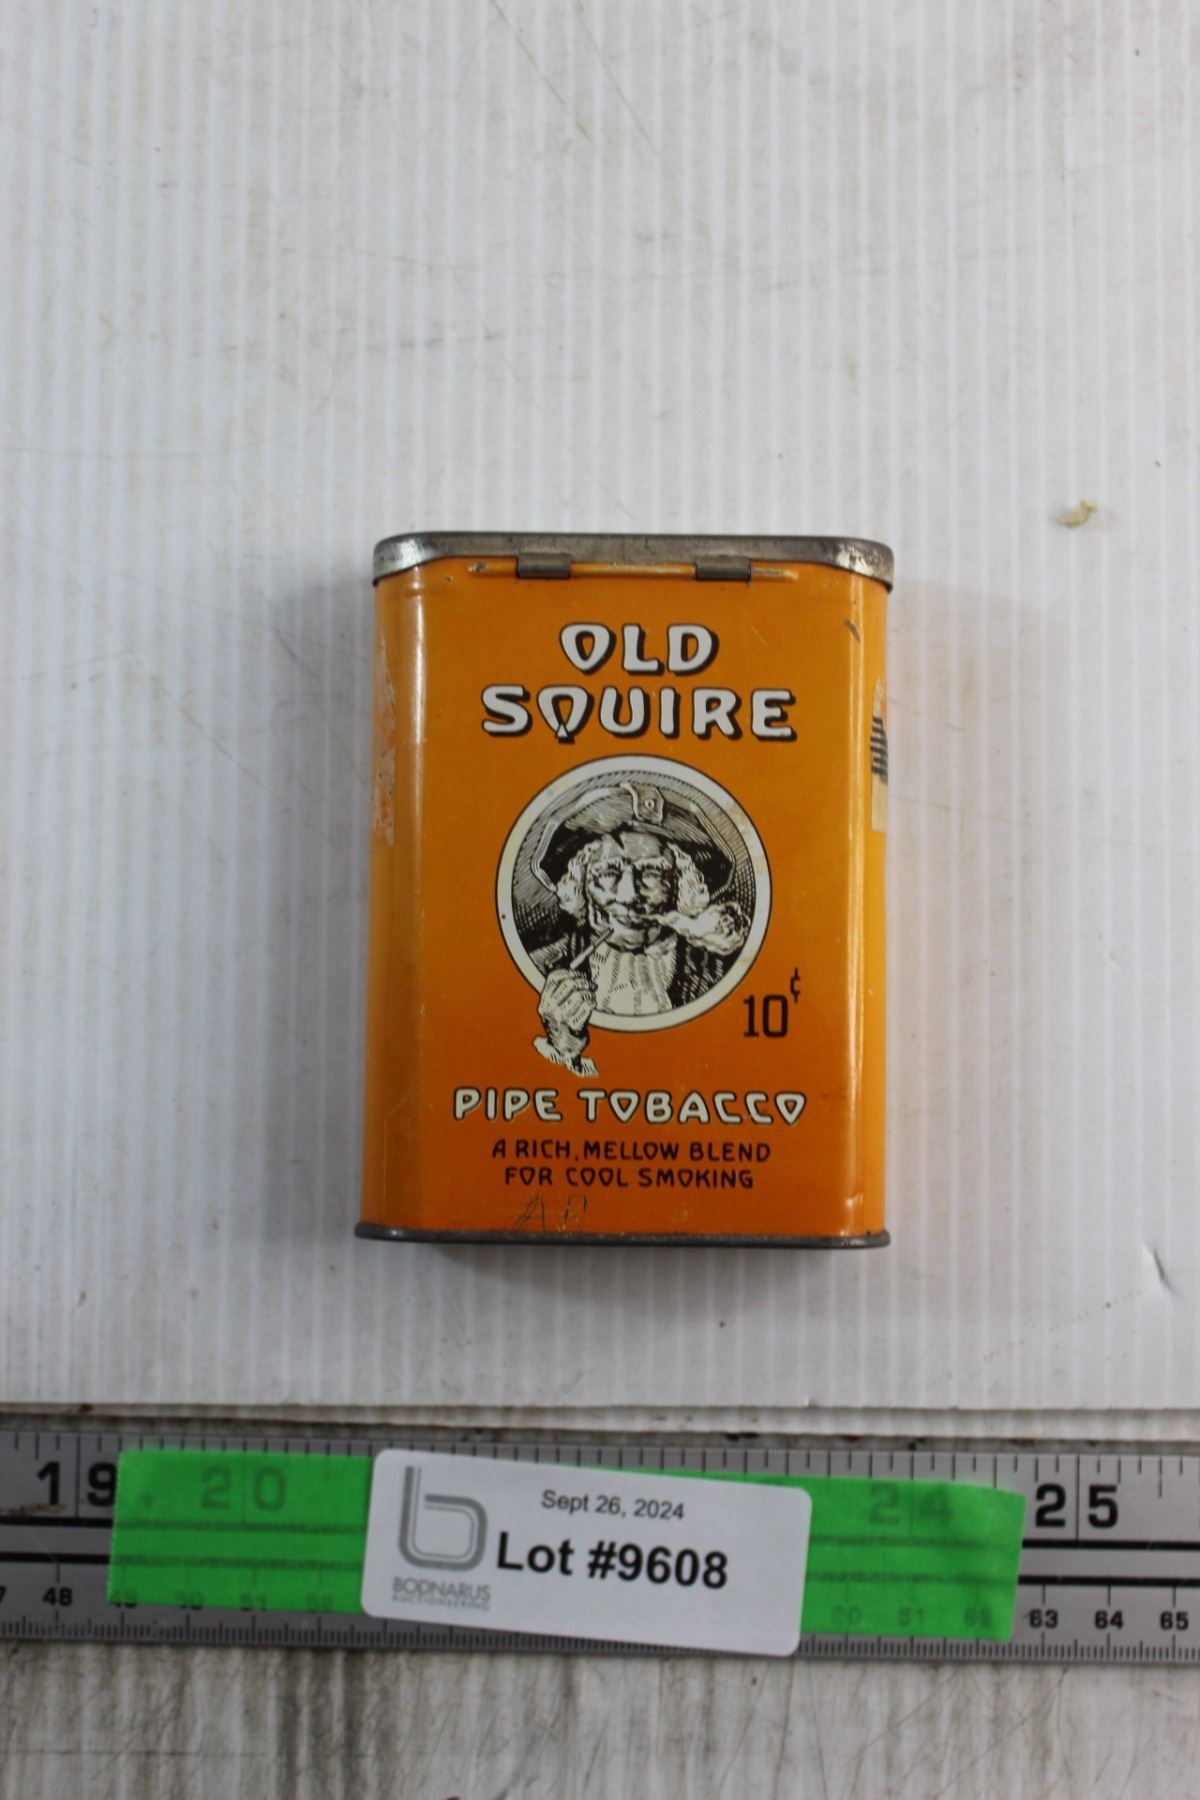 OLD
SQUIRE
10¢
PIPE TOBACCO
A RICH, MELLOW BLEND
FOR COOL SMOKING
19 20 24 25
Sept 26, 2024
Lot #9608
BODNARUS
AUCTIONEERING
48 51 63 64 65